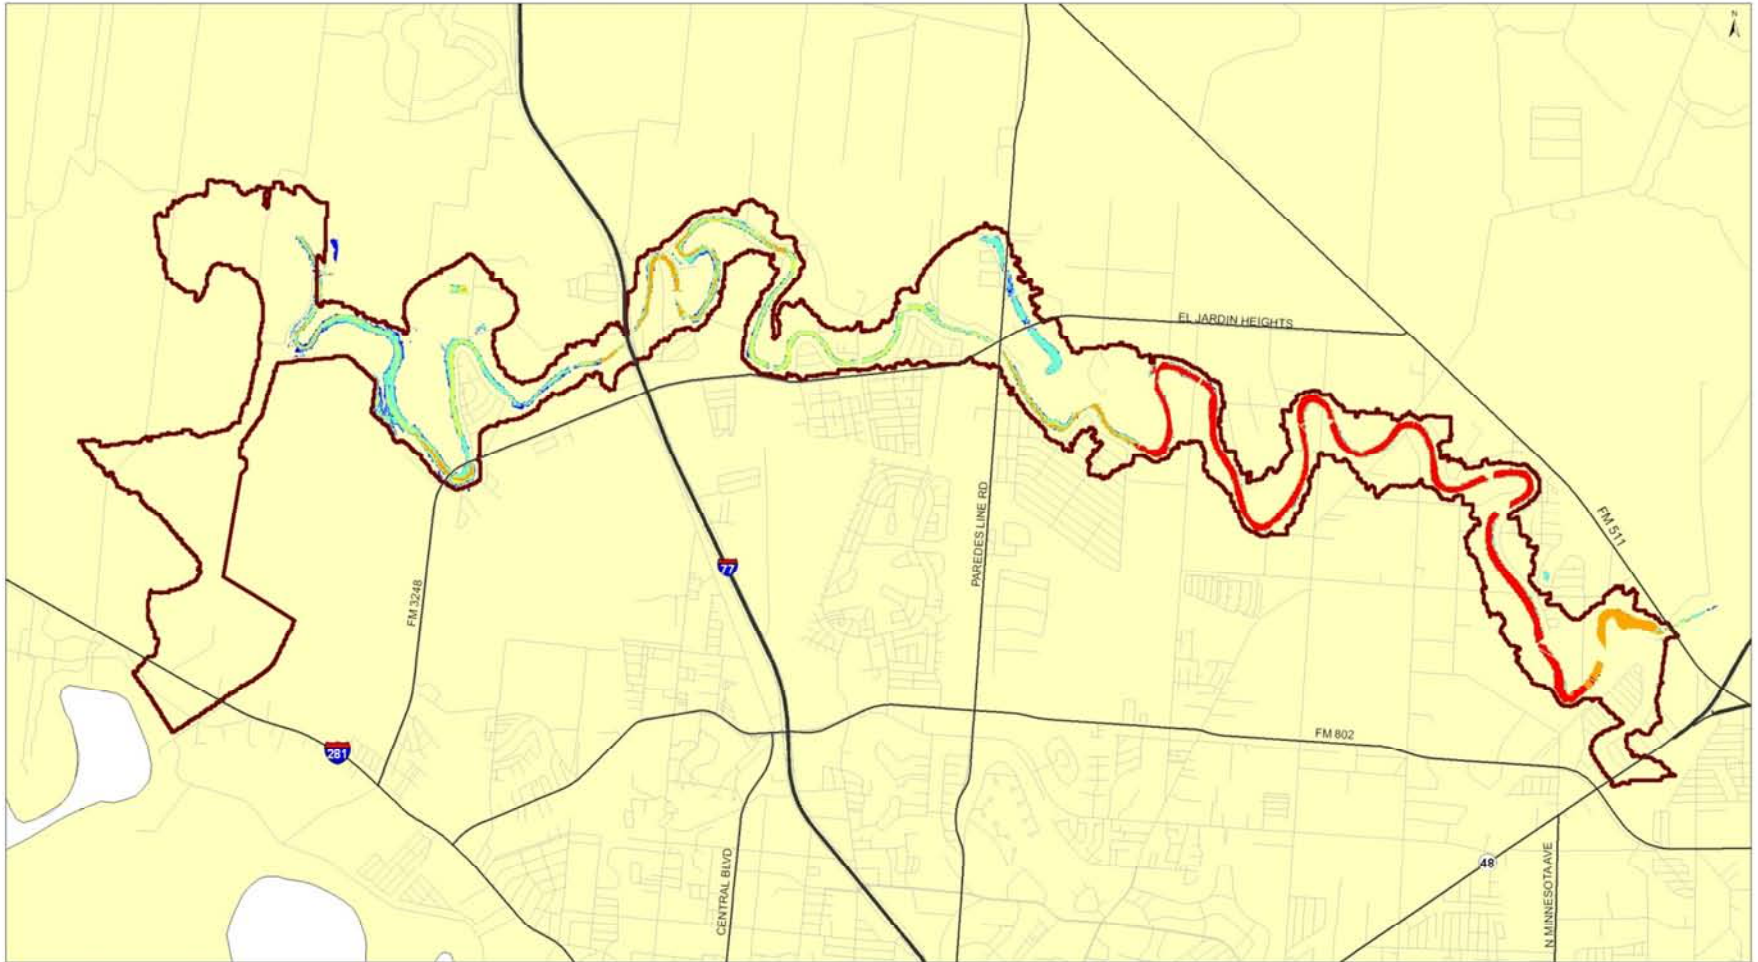 N
EL JARDIN HEIGHTS
FM 511
PAREDES LINE RD
77
FM 3248
281
FM 802
CENTRAL BLVD
48
N MINNESOTA AVE